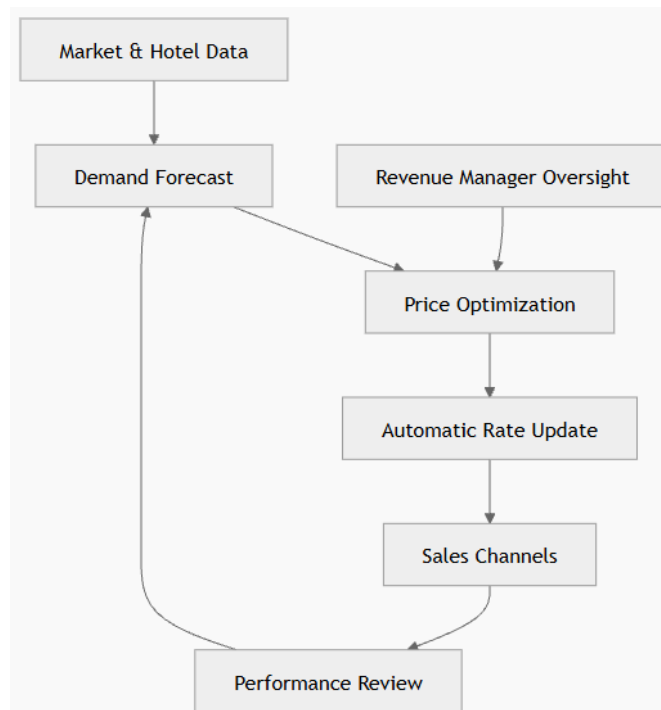 Market & Hotel Data
Demand Forecast
Revenue Manager Oversight
Price Optimization
Automatic Rate Update
Sales Channels
Performance Review